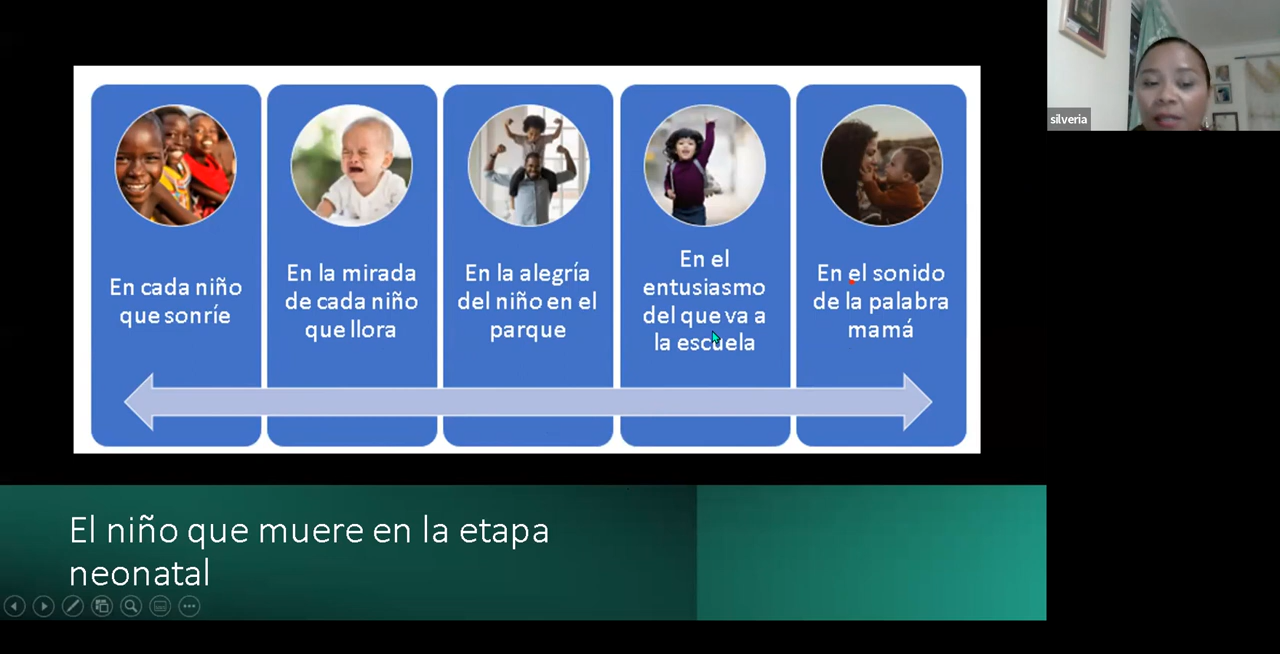 silveria
En cada niño
que sonríe
En la mirada
de cada niño
que llora
En la alegría
del niño en el
parque
En el
entusiasmo
del que va a
la escuela
En el sonido
de la palabra
mamá
El niño que muere en la etapa
neonatal